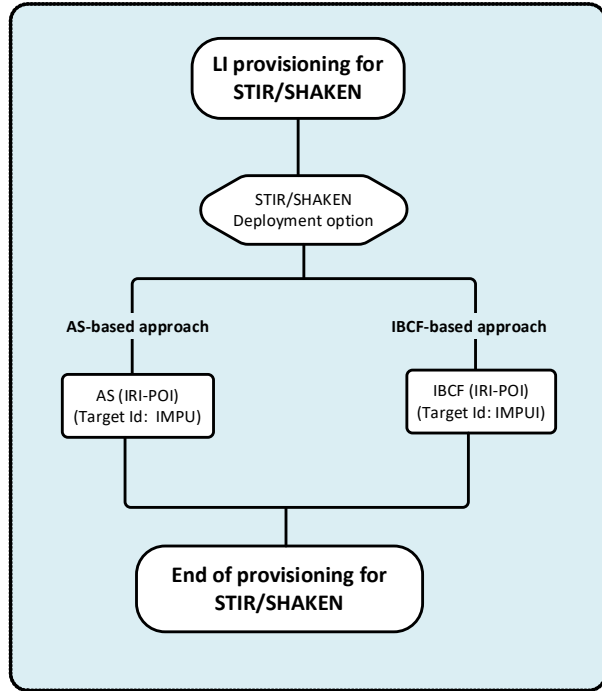 LI provisioning for
STIR/SHAKEN
STIR/SHAKEN
Deployment option
AS-based approach
IBCF-based approach
AS (IRI-POI)
(Target Id: IMPU)
IBCF (IRI-POI)
(Target Id: IMPUI)
End of provisioning for
STIR/SHAKEN